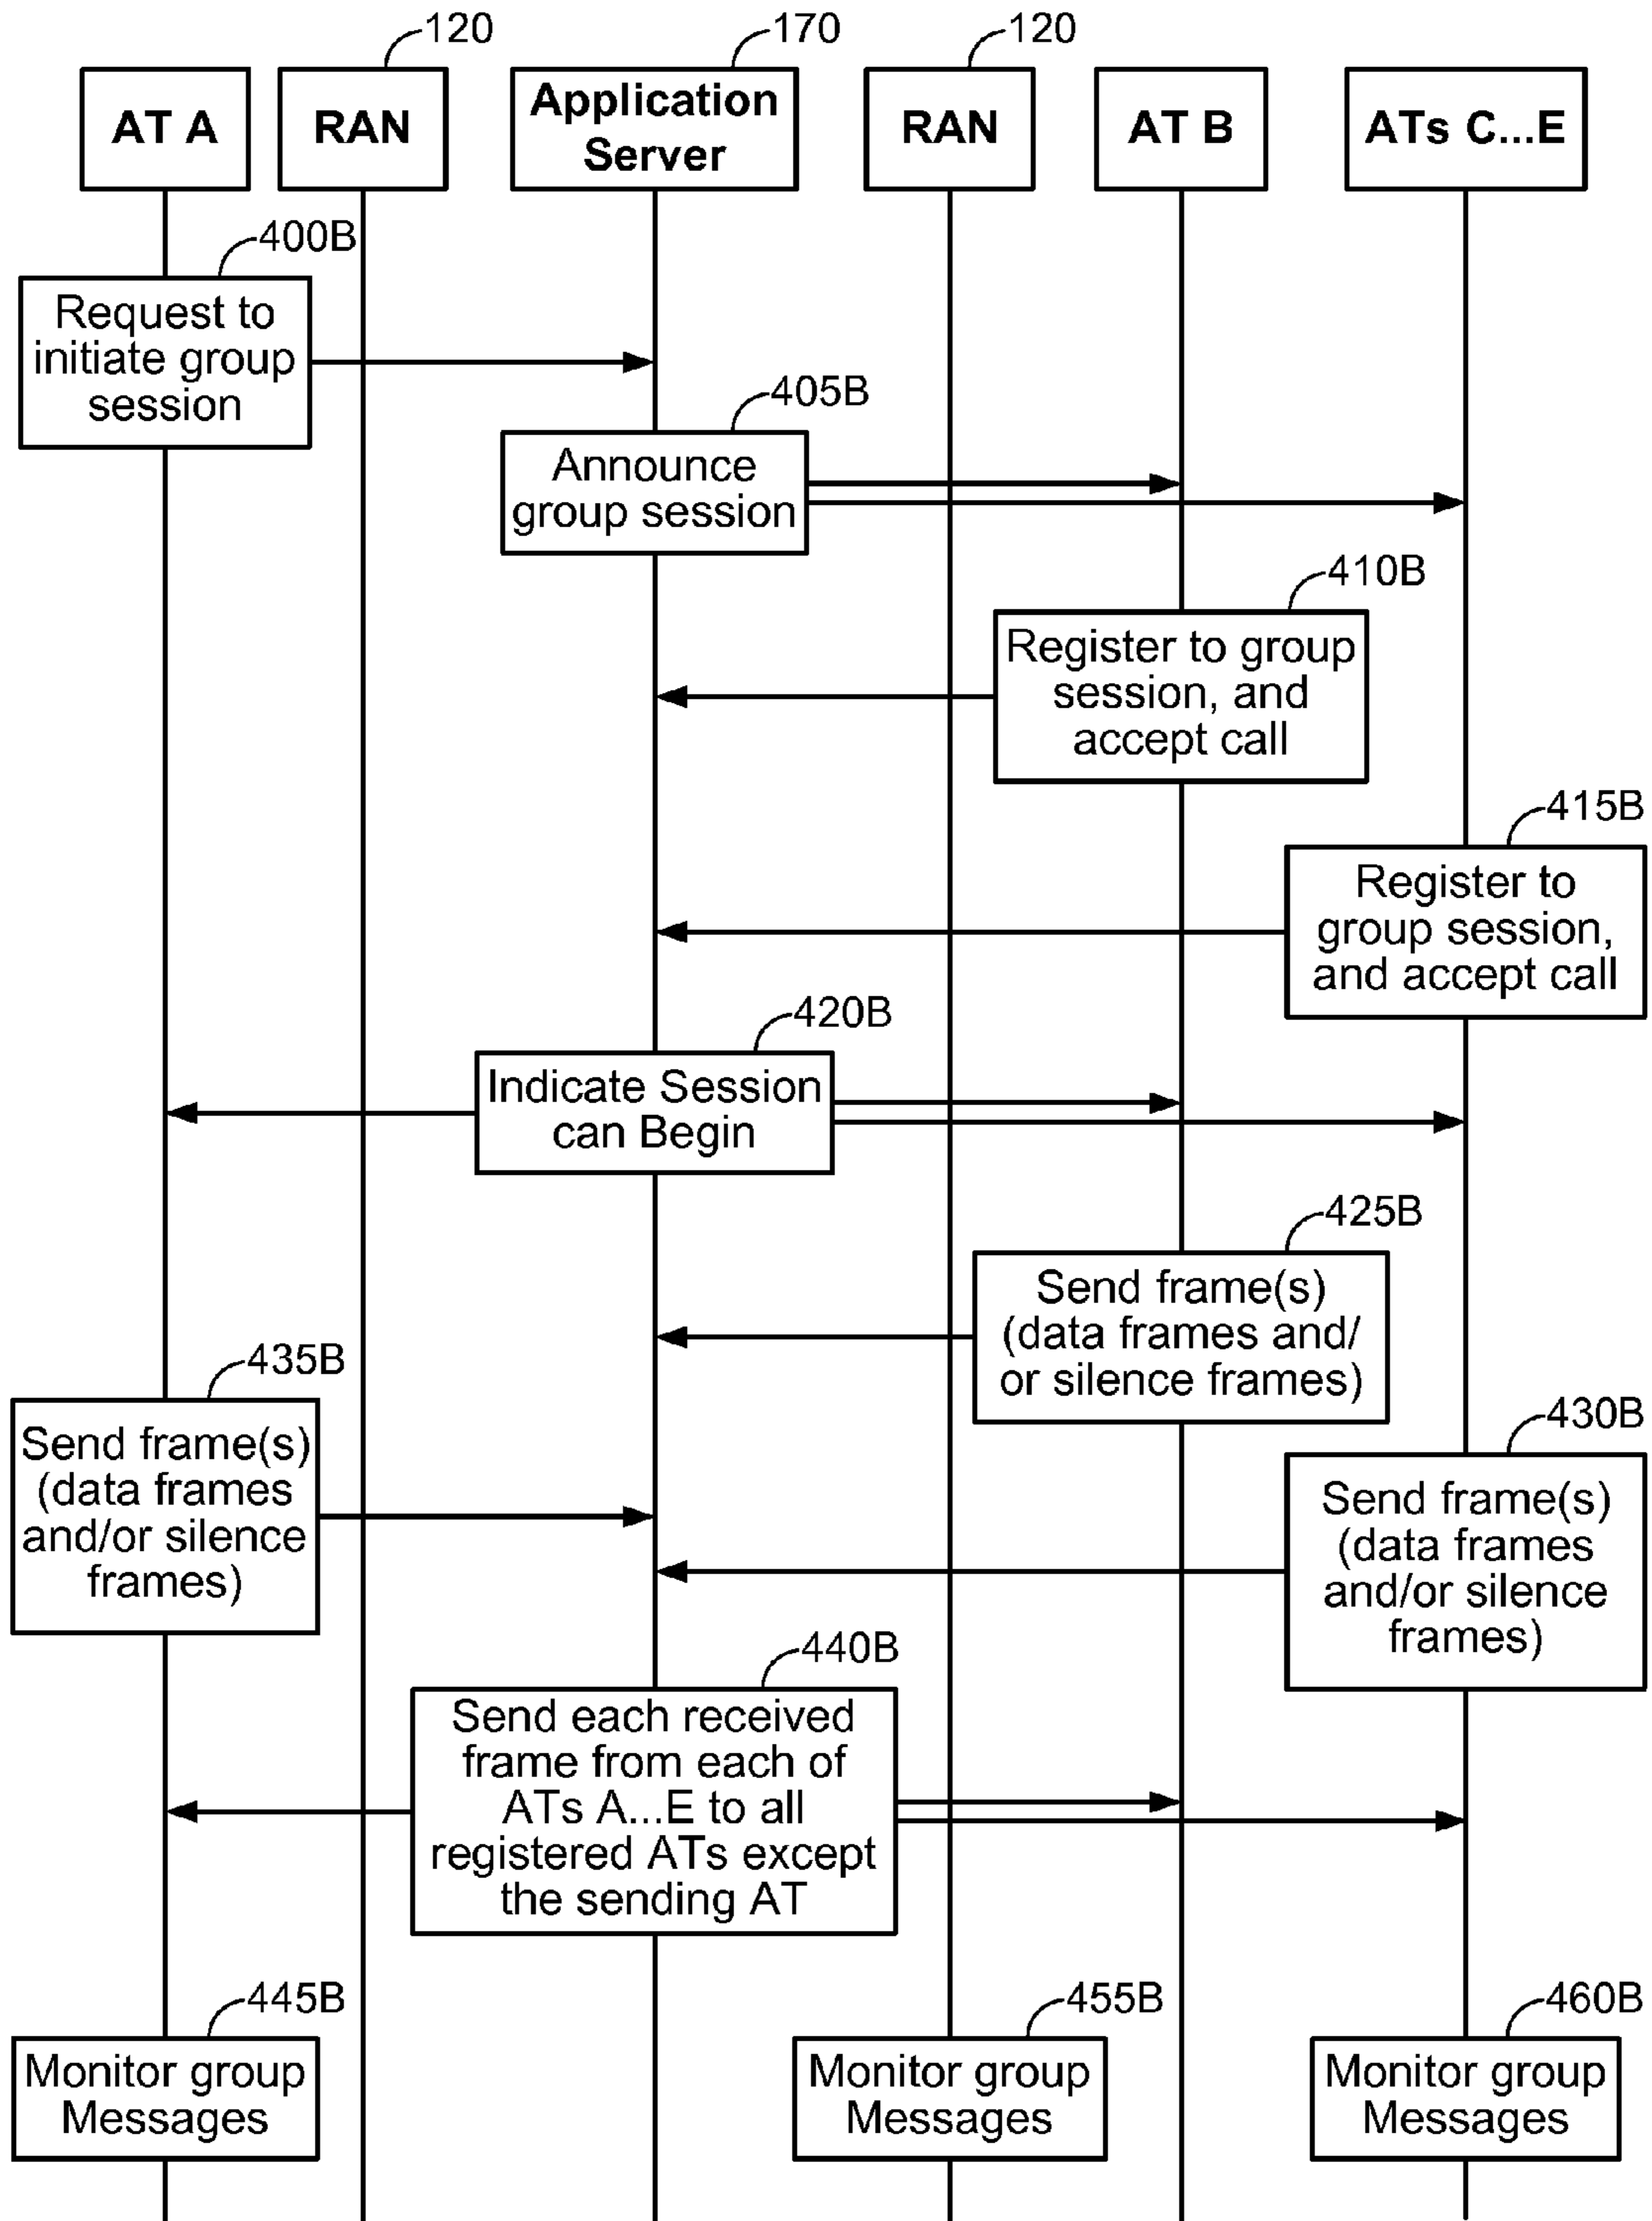 120
170
120
AT A
RAN
Application
Server
RAN
AT B
ATs C...E
400B
Request to
initiate group
session
405B
Announce
group session
410B
Register to group
session, and
accept call
415B
Register to
group session,
and accept call
420B
Indicate Session
can Begin
425B
Send frame(s)
(data frames and/
or silence frames)
435B
Send frame(s)
(data frames
and/or silence
frames)
430B
Send frame(s)
(data frames
and/or silence
frames)
440B
Send each received
frame from each of
ATs A...E to all
registered ATs except
the sending AT
445B
Monitor group
Messages
455B
Monitor group
Messages
460B
Monitor group
Messages